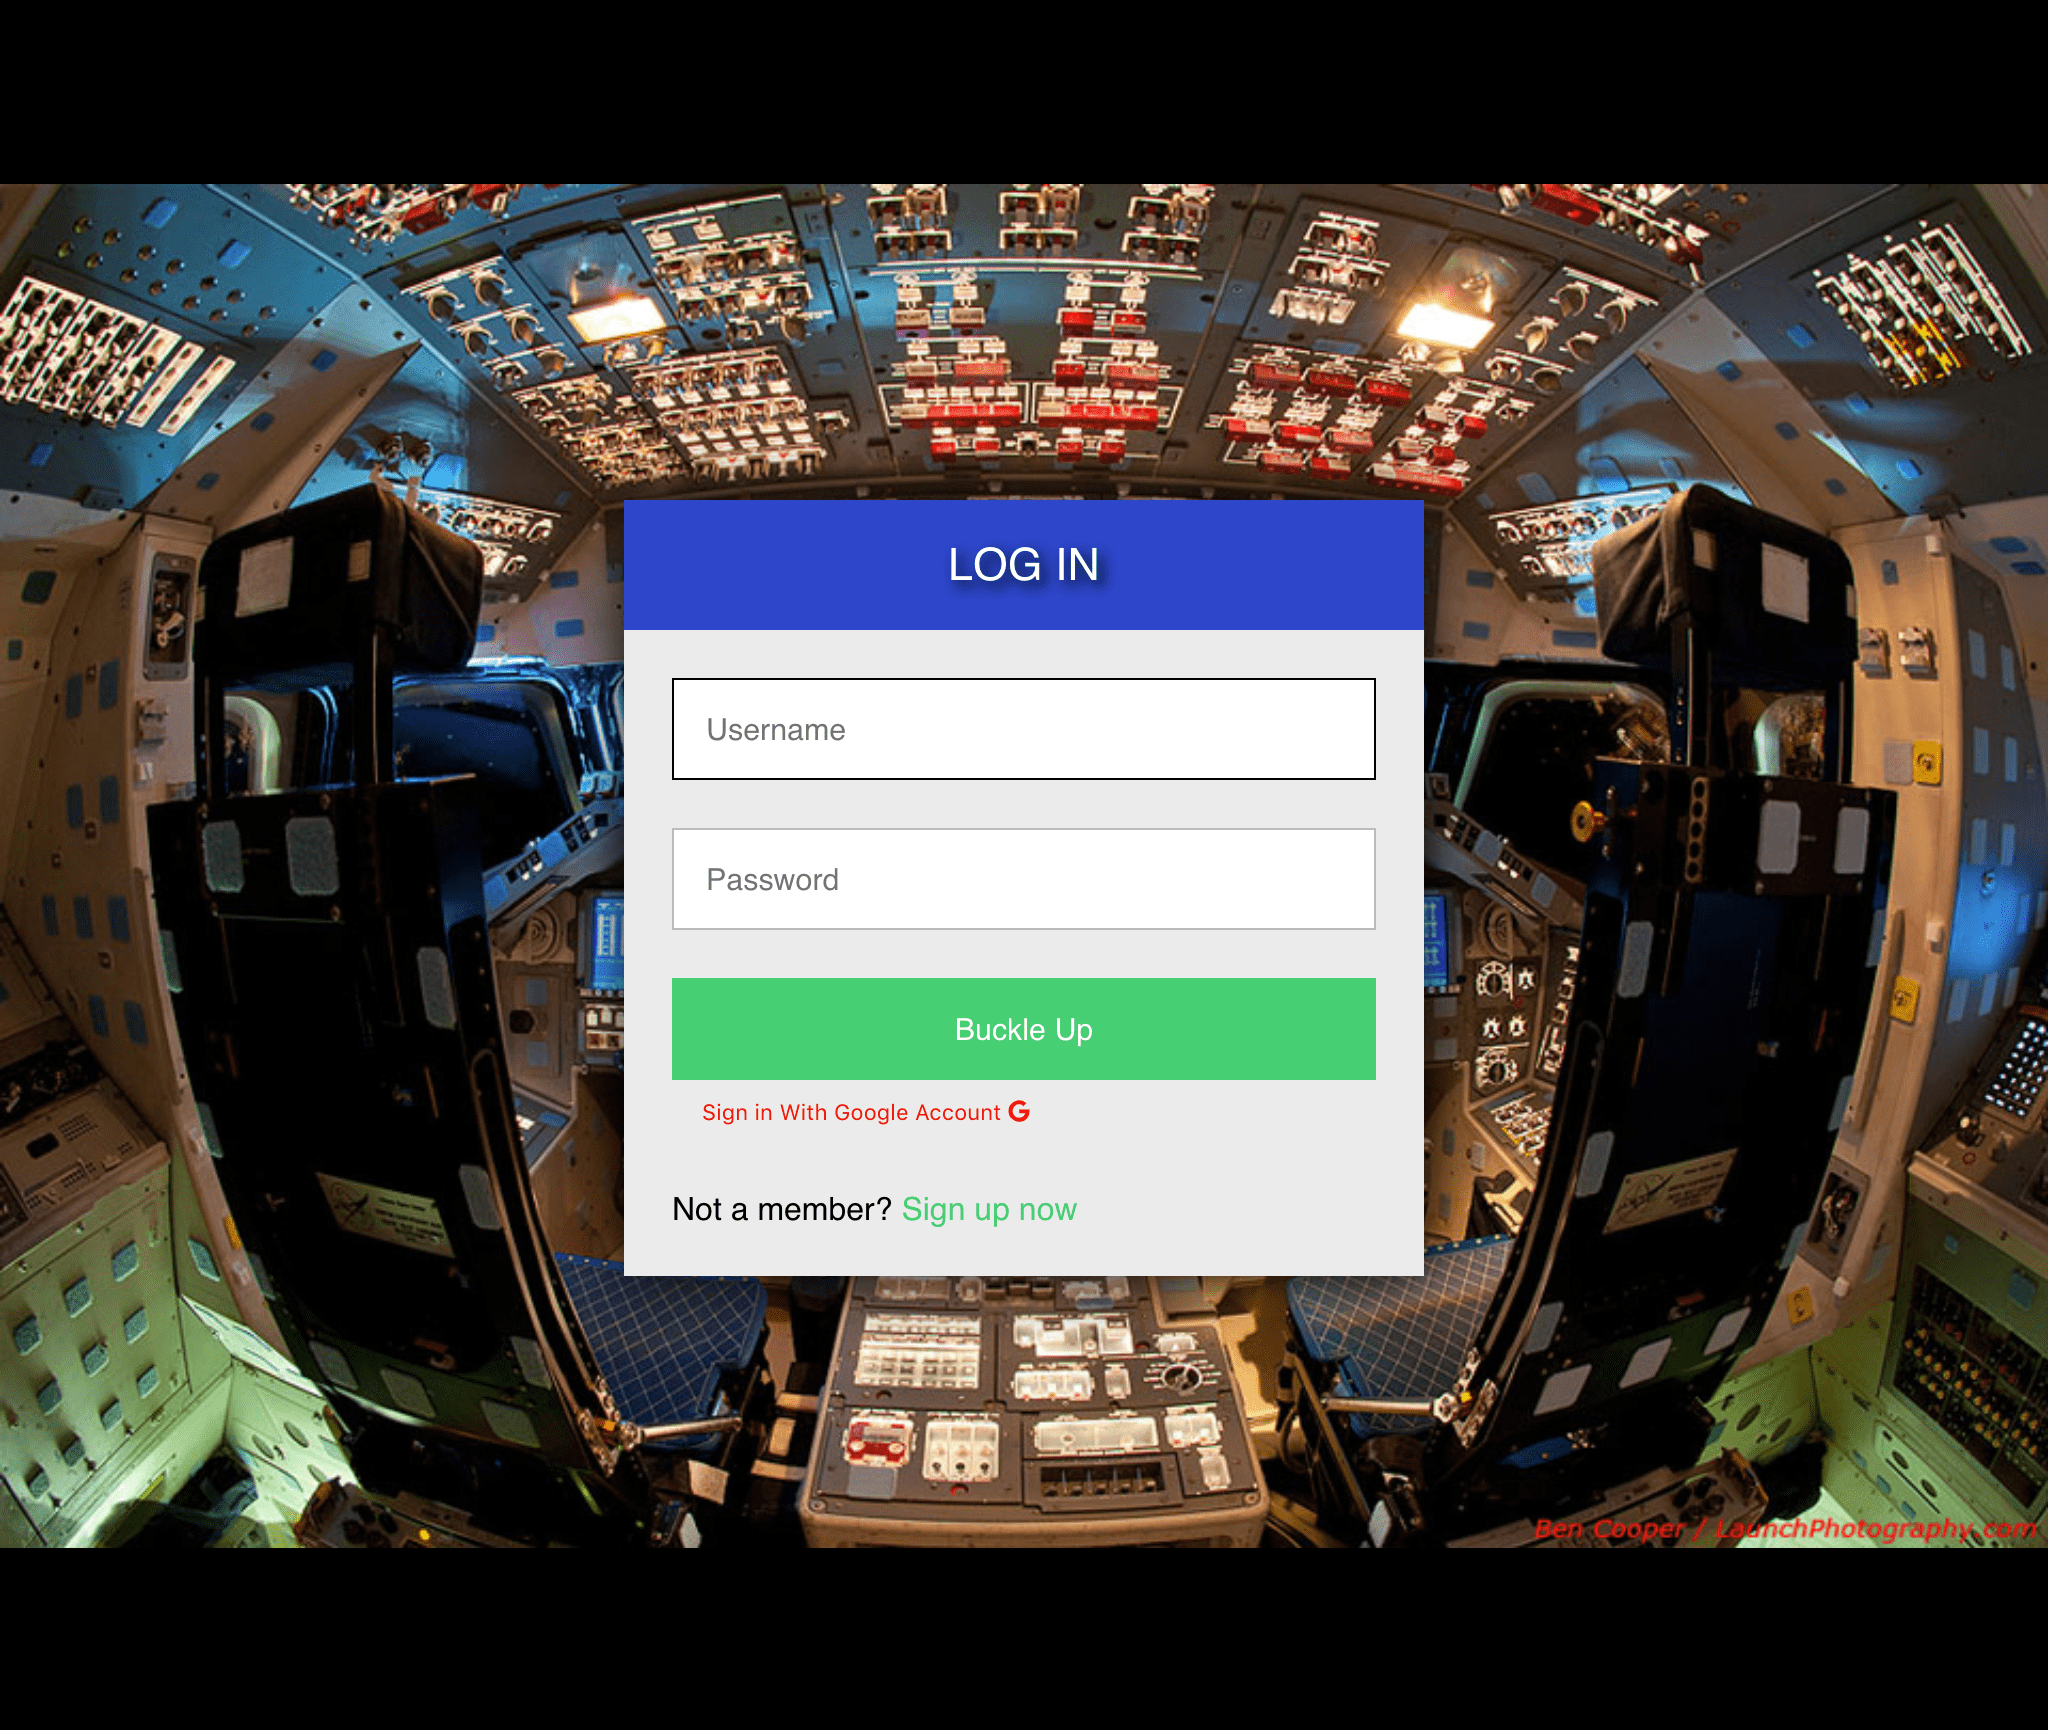 LOG IN
Username
Password
Buckle Up
Sign in With Google Account
Not a member? Sign up now
Ben Cooper / LaunchPhotography.com